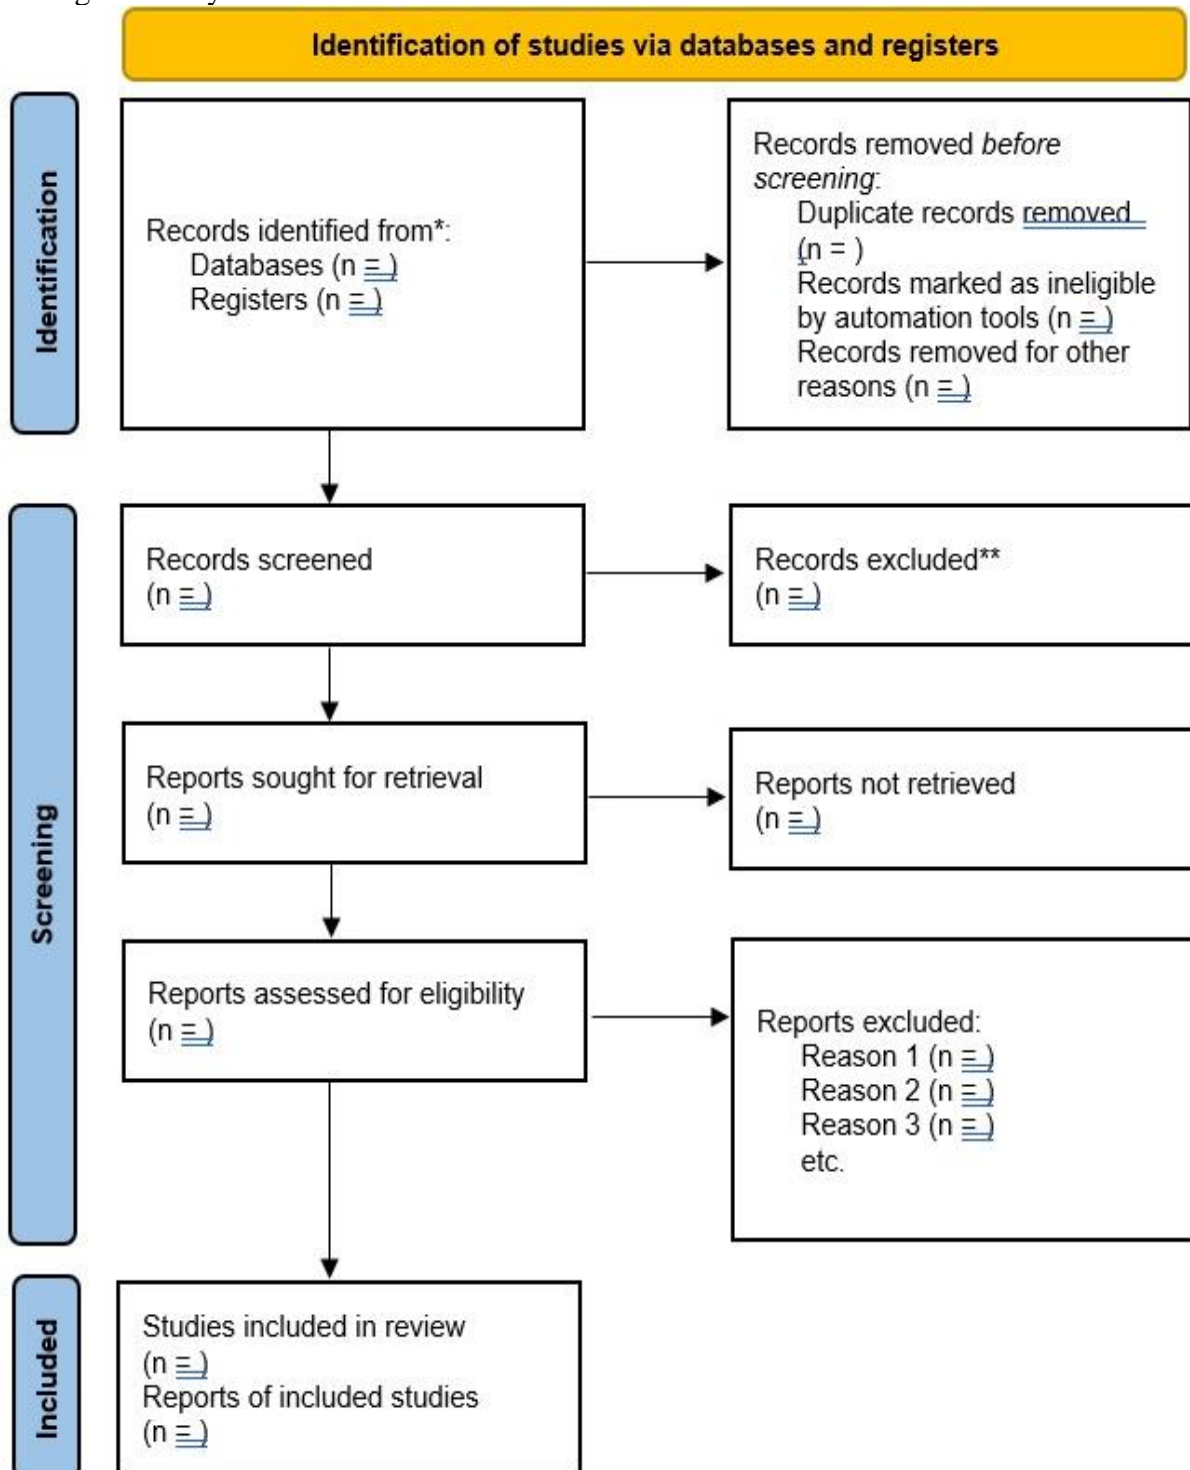 Identification of studies via databases and registers
Identification
Records identified from*:
Databases (n = )
Registers (n = )
Records removed before
screening:
Duplicate records removed
(n = )
Records marked as ineligible
by automation tools (n = )
Records removed for other
reasons (n = )
Screening
Records screened
(n = )
Records excluded**
(n = )
Reports sought for retrieval
(n = )
Reports not retrieved
(n = )
Reports assessed for eligibility
(n = )
Reports excluded:
Reason 1 (n = )
Reason 2 (n = )
Reason 3 (n = )
etc.
Included
Studies included in review
(n = )
Reports of included studies
(n = )